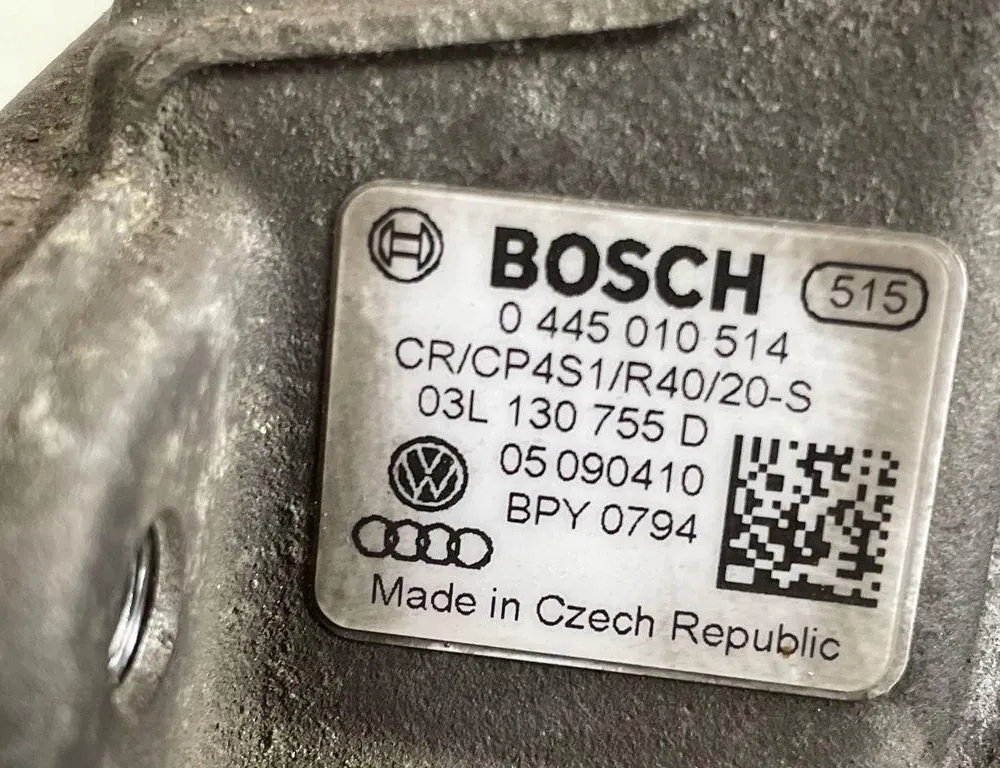 BOSCH 515
0 445 010 514
CR/CP4S1/R40/20-S
03L 130 755 D
05 090410
BPY 0794
Made in Czech Republic